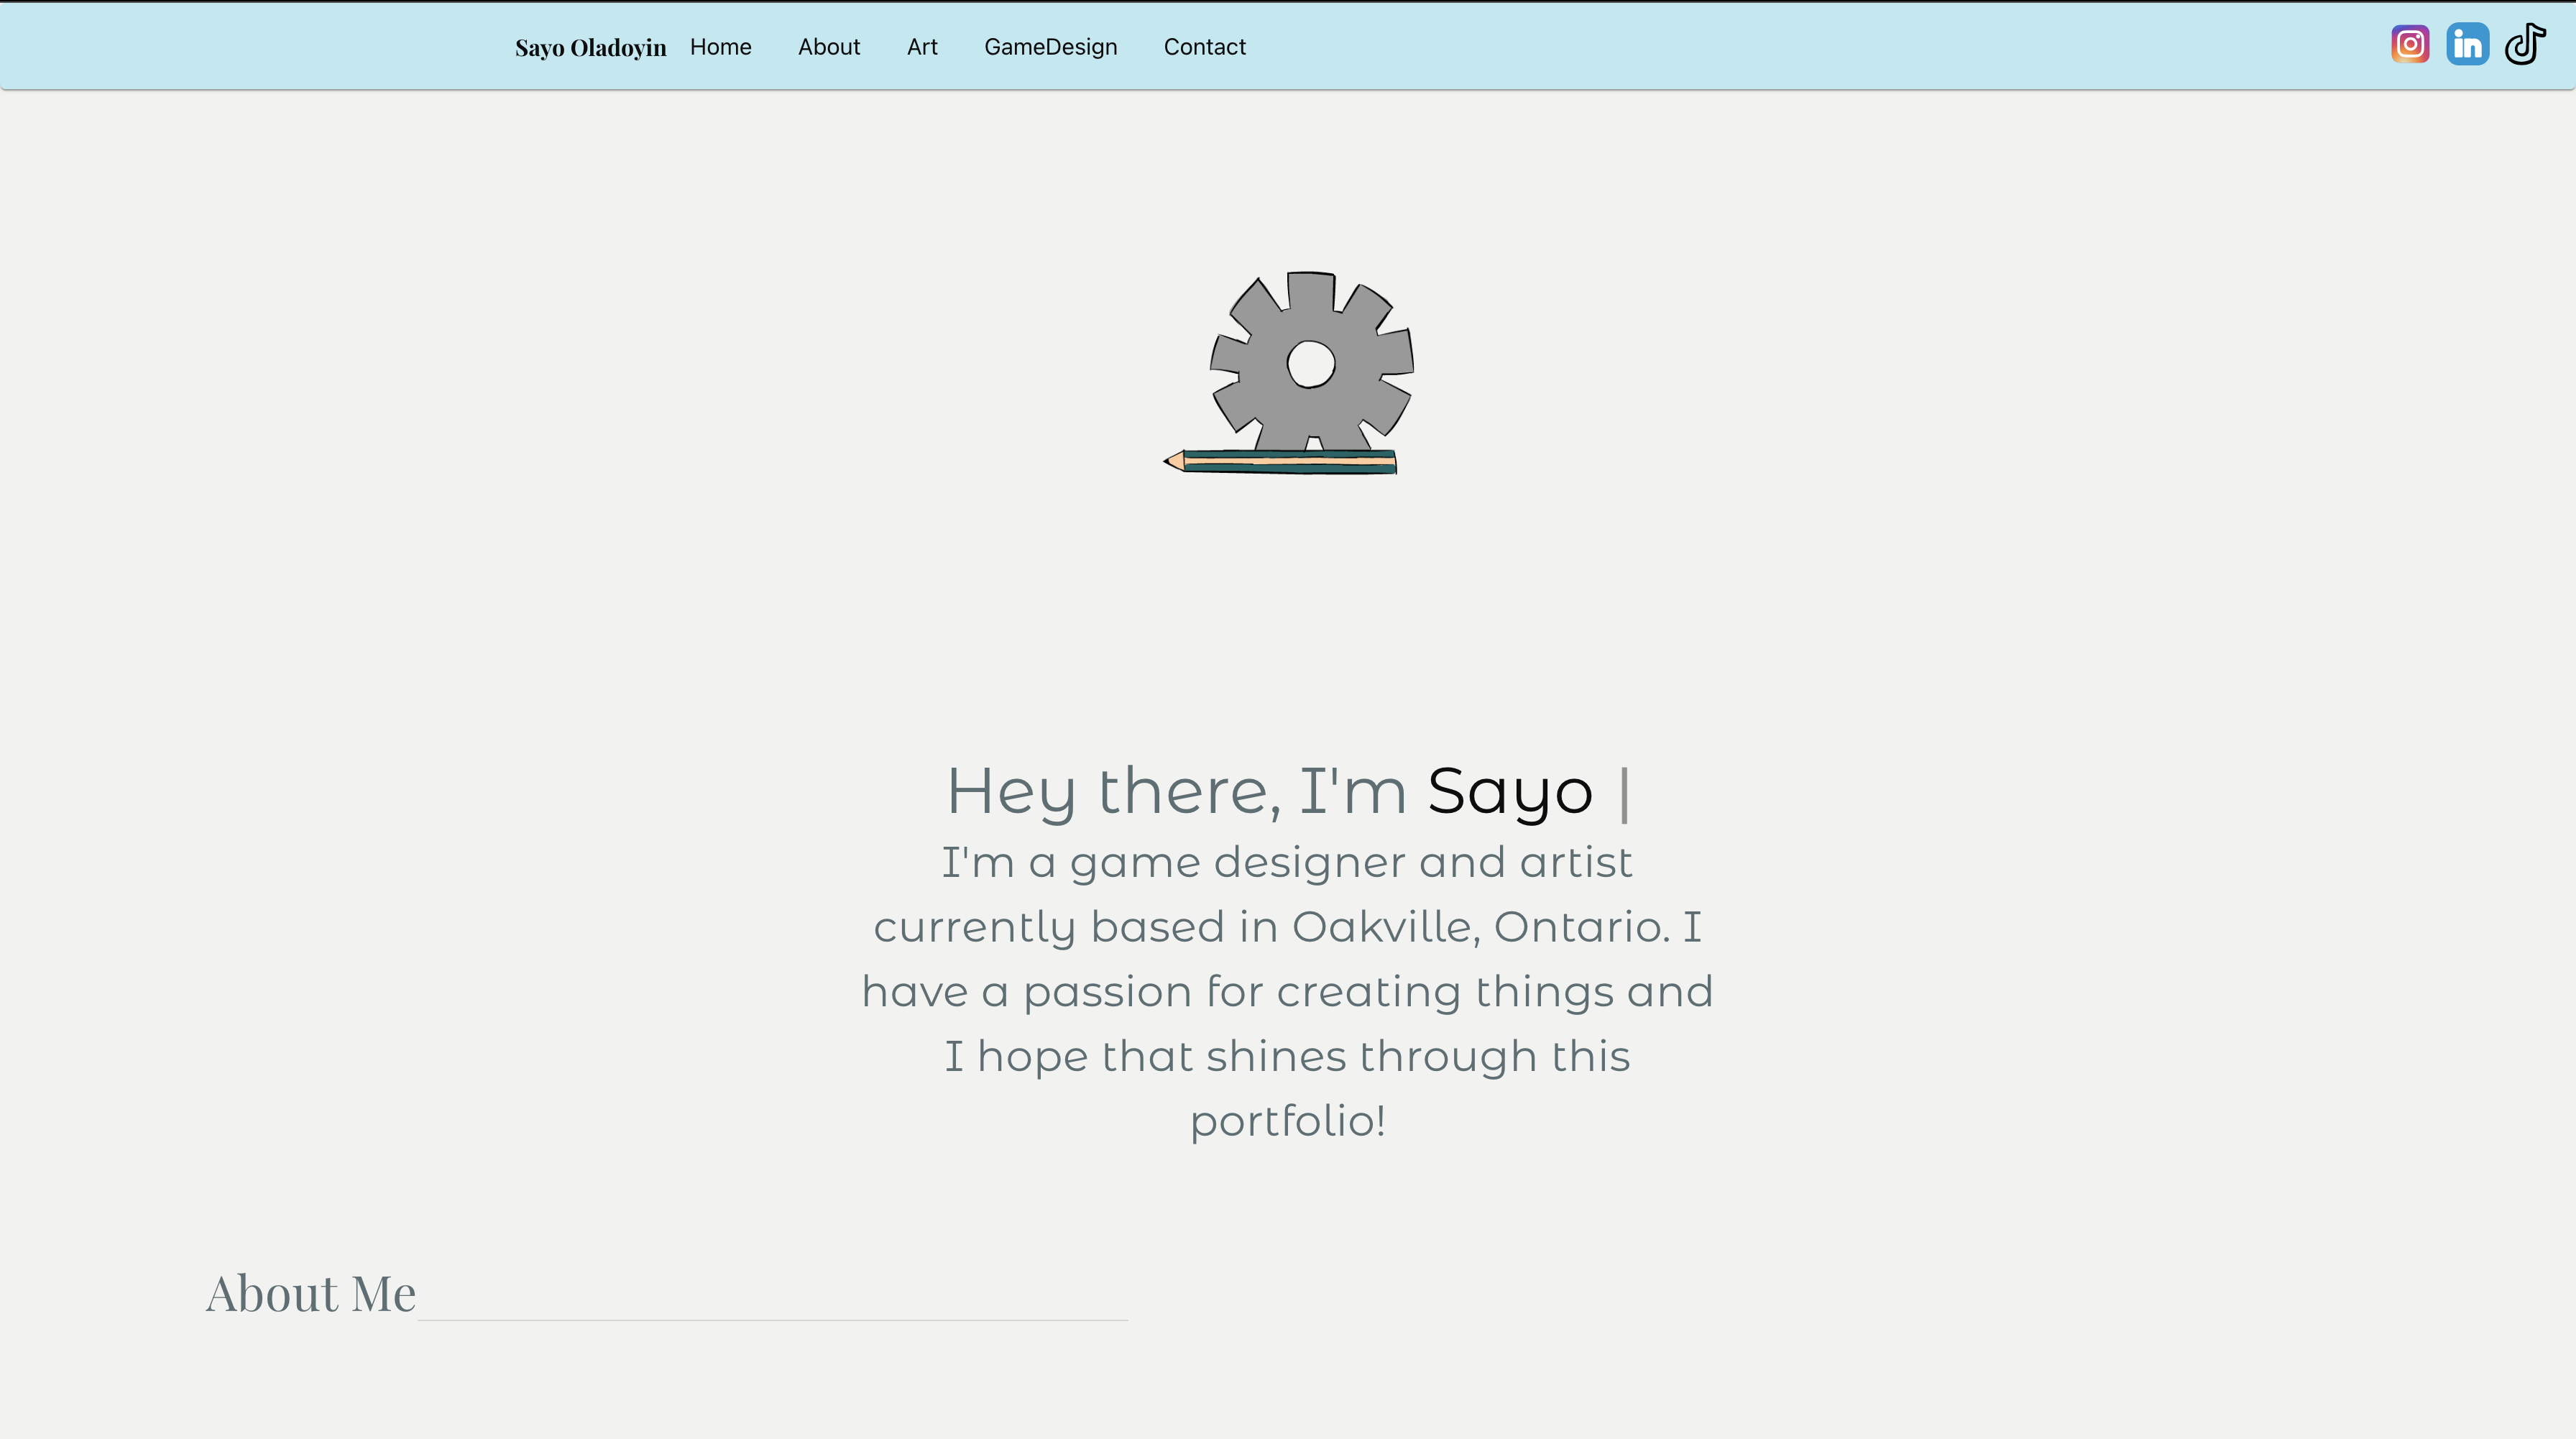 Sayo Oladoyin Home About Art GameDesign Contact in
Hey there, I'm Sayo |
I'm a game designer and artist
currently based in Oakville, Ontario. I
have a passion for creating things and
I hope that shines through this
portfolio!
About Me